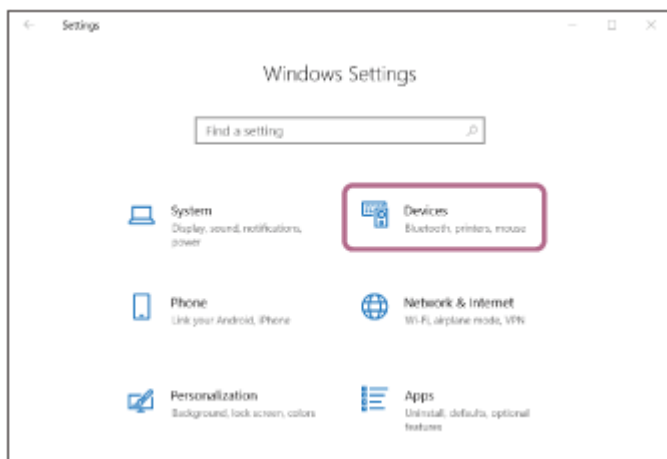 Settings
Windows Settings
Find a setting
System
Display, sound, notifications,
power
Devices
Bluetooth, printers, mouse
Phone
Link your Android, iPhone
Network & Internet
Wi-Fi, airplane mode, VPN
Personalization
Background, lock screen, colors
Apps
Uninstall, defaults, optional
features